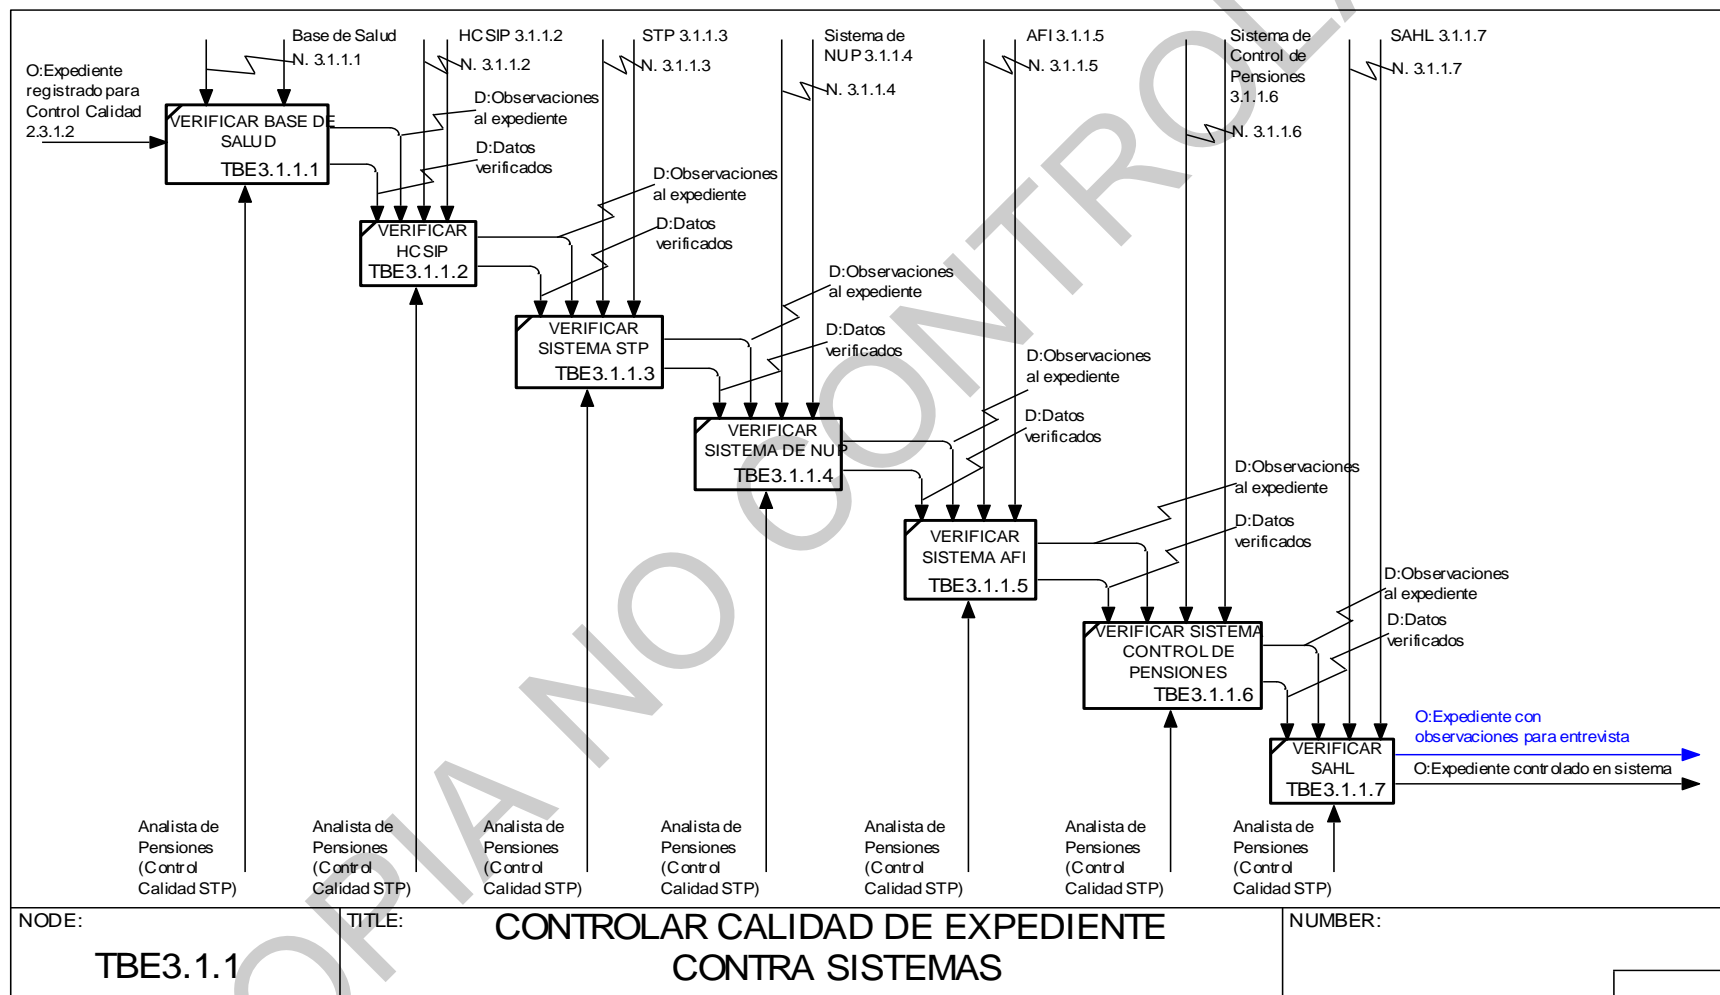 Base de Salud
N. 3.1.1.1
HCSIP 3.1.1.2
N. 3.1.1.2
STP 3.1.1.3
N. 3.1.1.3
Sistema de
NUP 3.1.1.4
N. 3.1.1.4
AFI 3.1.1.5
N. 3.1.1.5
Sistema de
Control de
Pensiones
3.1.1.6
N. 3.1.1.6
SAHL 3.1.1.7
N. 3.1.1.7
O:Expediente
registrado para
Control Calidad
2.3.1.2
VERIFICAR BASE DE
SALUD
TBE3.1.1.1
D:Observaciones
al expediente
D:Datos
verificados
VERIFICAR
HCSIP
TBE3.1.1.2
D:Observaciones
al expediente
D:Datos
verificados
VERIFICAR
SISTEMA STP
TBE3.1.1.3
D:Observaciones
al expediente
D:Datos
verificados
VERIFICAR
SISTEMA DE NUP
TBE3.1.1.4
D:Observaciones
al expediente
D:Datos
verificados
VERIFICAR
SISTEMA AFI
TBE3.1.1.5
D:Observaciones
al expediente
D:Datos
verificados
VERIFICAR SISTEMA
CONTROL DE
PENSIONES
TBE3.1.1.6
D:Observaciones
al expediente
D:Datos
verificados
VERIFICAR
SAHL
TBE3.1.1.7
O:Expediente con
observaciones para entrevista
O:Expediente controlado en sistema
Analista de
Pensiones
(Control
Calidad STP)
Analista de
Pensiones
(Control
Calidad STP)
Analista de
Pensiones
(Control
Calidad STP)
Analista de
Pensiones
(Control
Calidad STP)
Analista de
Pensiones
(Control
Calidad STP)
Analista de
Pensiones
(Control
Calidad STP)
Analista de
Pensiones
(Control
Calidad STP)
NODE:
TBE3.1.1
TITLE:
CONTROLAR CALIDAD DE EXPEDIENTE
CONTRA SISTEMAS
NUMBER:
OPIA NO CONTROLA